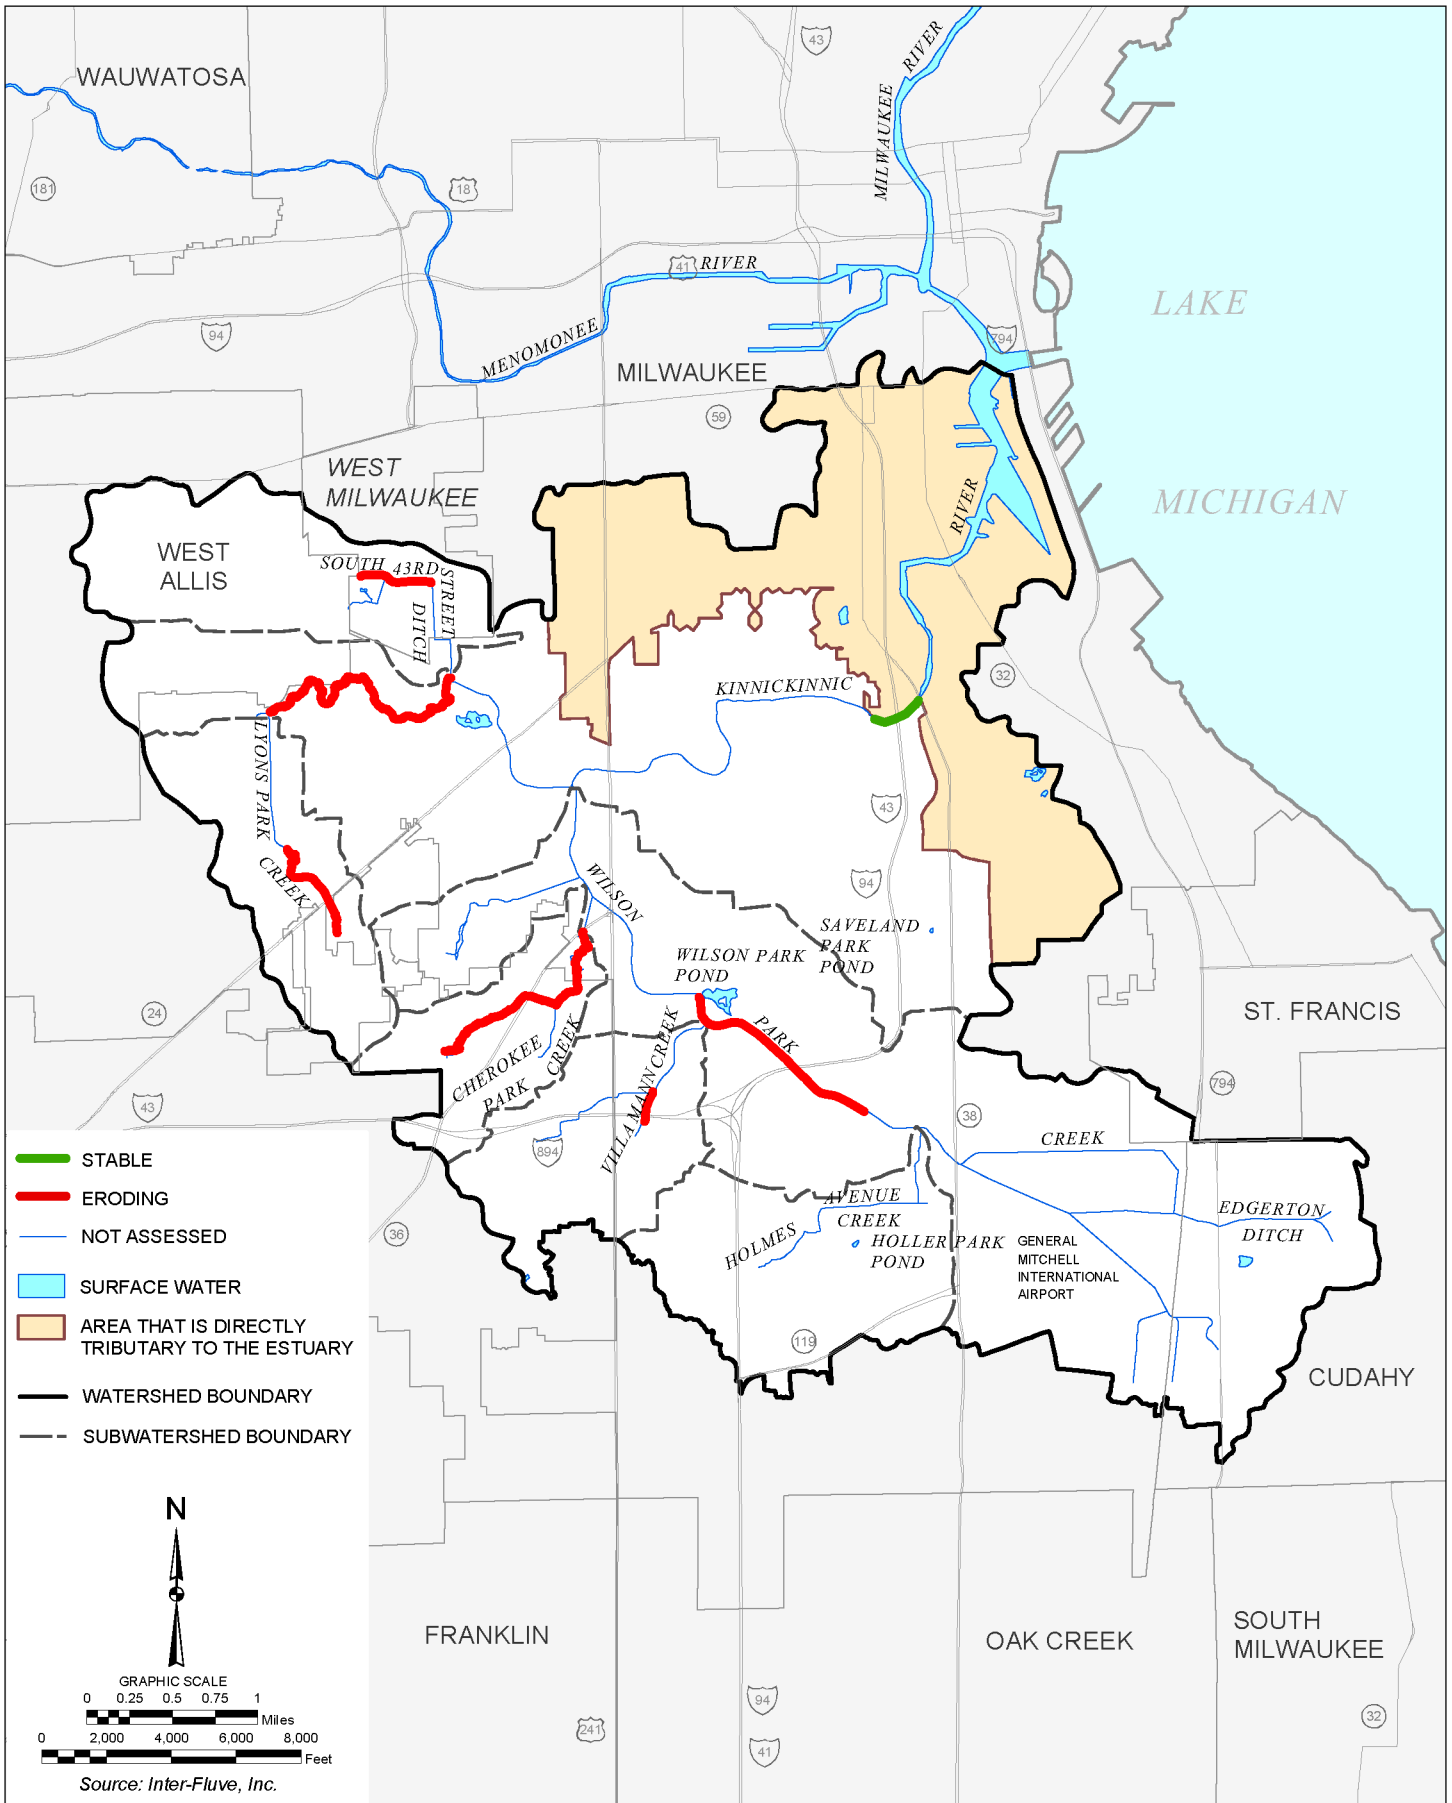 WAUWATOSA
43
RIVER
MILWAUKEE
181
18
41
RIVER
94
MENOMONEE
794
LAKE
MILWAUKEE
59
WEST
MILWAUKEE
MICHIGAN
RIVER
WEST
ALLIS
SOUTH 43RD
STREET
DITCH
32
KINNICKINNIC
LYONS PARK
CREEK
43
94
WILSON
SAVELAND
PARK
POND
WILSON PARK
POND
24
ST. FRANCIS
PARK
CHEROKEE
PARK
CREEK
VILLA MANN CREEK
794
43
38
894
CREEK
AVENUE
CREEK
HOLMES
EDGERTON
DITCH
HOLLER PARK
POND
GENERAL
MITCHELL
INTERNATIONAL
AIRPORT
36
119
CUDAHY
STABLE
ERODING
NOT ASSESSED
SURFACE WATER
AREA THAT IS DIRECTLY
TRIBUTARY TO THE ESTUARY
WATERSHED BOUNDARY
SUBWATERSHED BOUNDARY
N
FRANKLIN
OAK CREEK
SOUTH
MILWAUKEE
GRAPHIC SCALE
0 0.25 0.5 0.75 1
Miles
0 2,000 4,000 6,000 8,000
Feet
94
241
32
41
Source: Inter-Fluve, Inc.